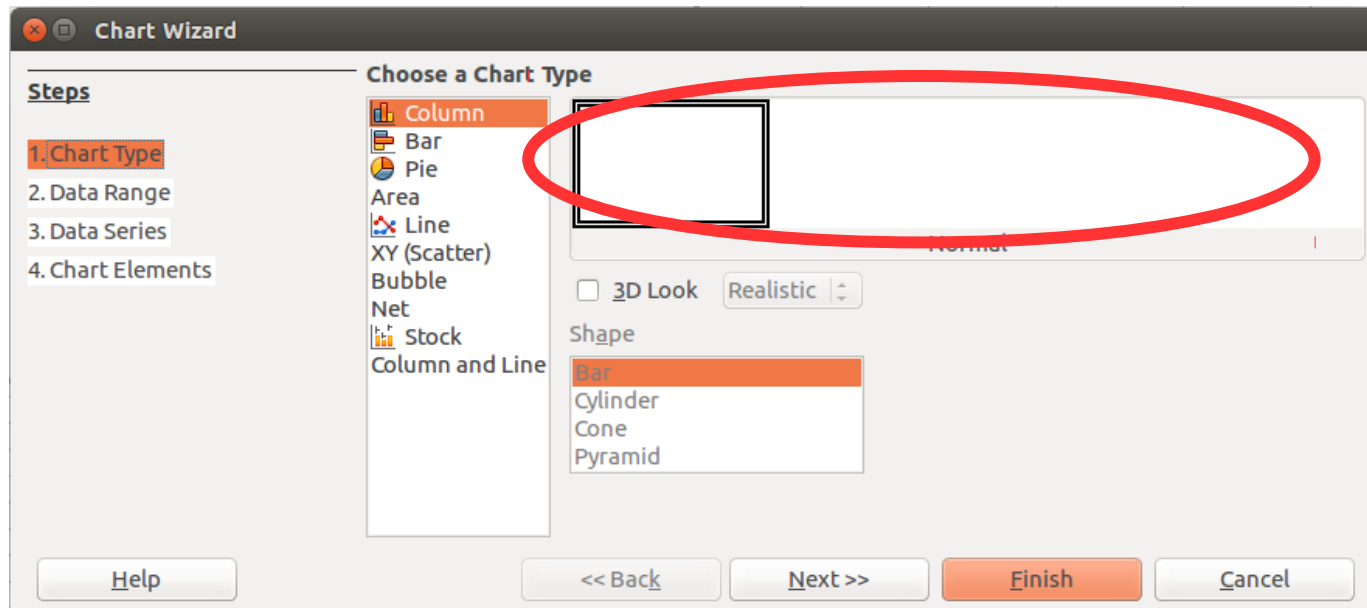 Chart Wizard
Steps
1. Chart Type
2. Data Range
3. Data Series
4. Chart Elements
Choose a Chart Type
Column
Bar
Pie
Area
Line
XY (Scatter)
Bubble
Net
Stock
Column and Line
Normal
3D Look Realistic
Shape
Bar
Cylinder
Cone
Pyramid
Help << Back Next >> Finish Cancel